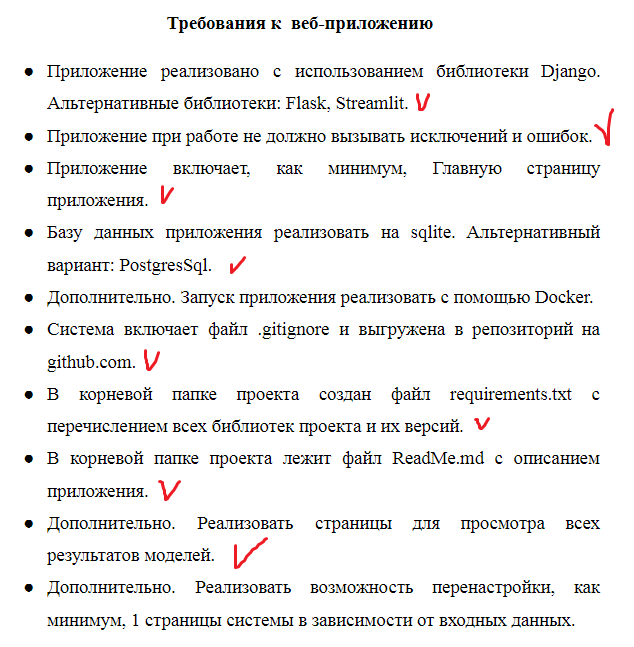 Требования к веб-приложению
● Приложение реализовано с использованием библиотеки Django.
Альтернативные библиотеки: Flask, Streamlit.
● Приложение при работе не должно вызывать исключений и ошибок.
● Приложение включает, как минимум, Главную страницу
приложения.
● Базу данных приложения реализовать на sqlite. Альтернативный
вариант: PostgresSql.
● Дополнительно. Запуск приложения реализовать с помощью Docker.
● Система включает файл .gitignore и выгружена в репозиторий на
github.com.
● В корневой папке проекта создан файл requirements.txt с
перечислением всех библиотек проекта и их версий.
● В корневой папке проекта лежит файл ReadMe.md с описанием
приложения.
● Дополнительно. Реализовать страницы для просмотра всех
результатов моделей.
● Дополнительно. Реализовать возможность перенастройки, как
минимум, 1 страницы системы в зависимости от входных данных.